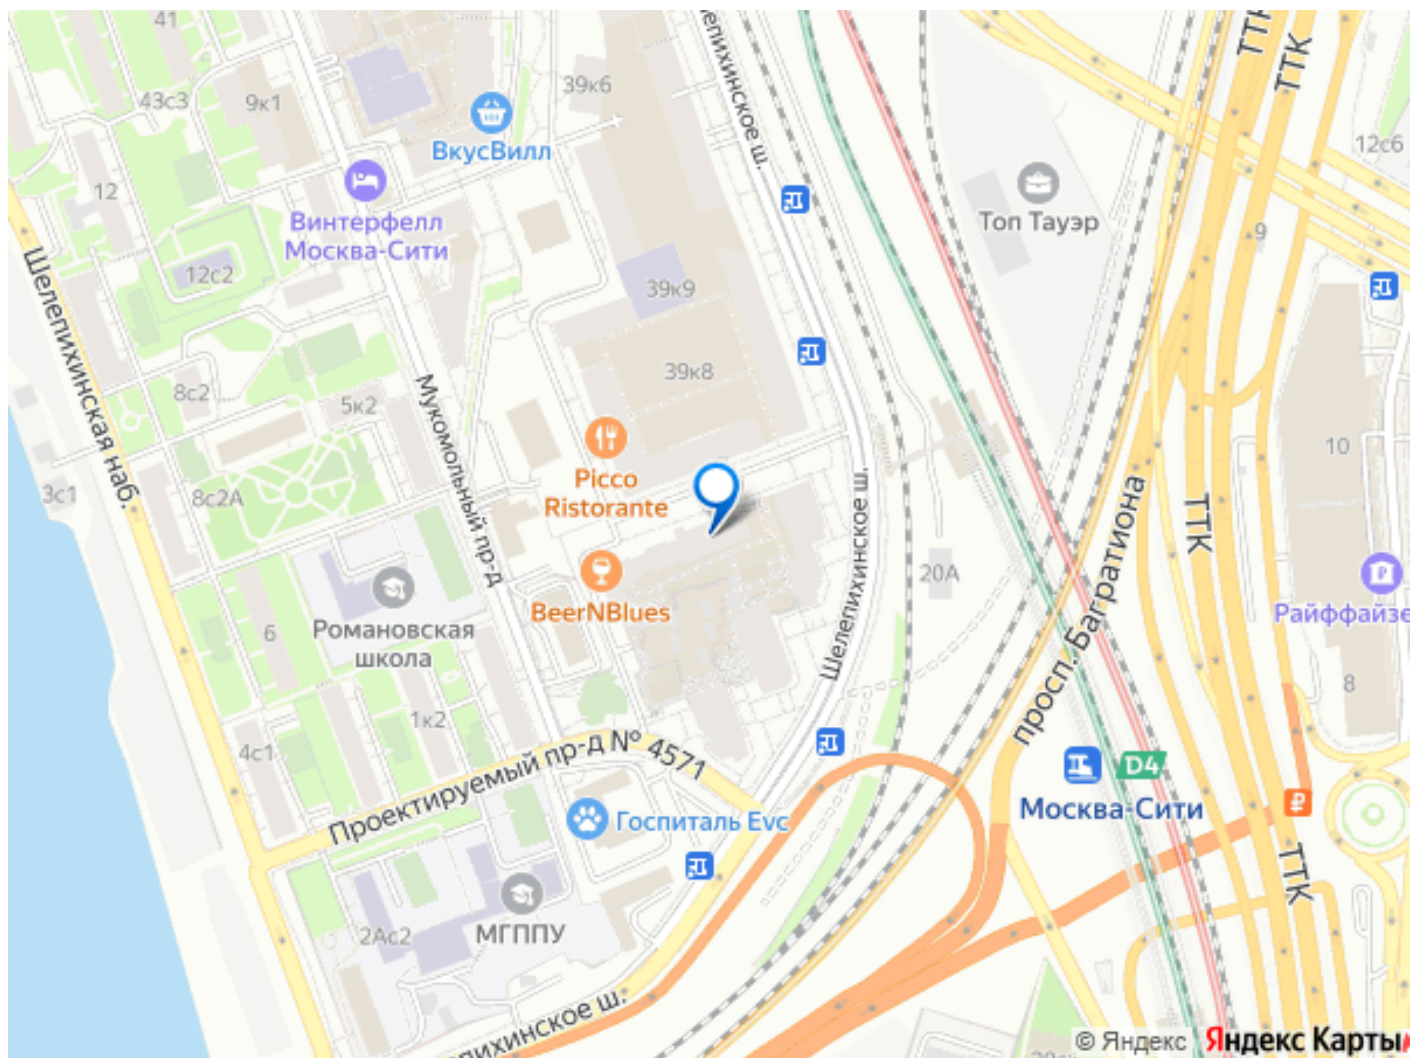 41
Шелепихинское ш.
ТТК
ТТК
39к6
43с3
9к1
ВкусВилл
12с6
12
Топ Тауэр
Винтерфелл
Москва-Сити
9
12с2
39к9
Шелепихинская наб.
39к8
8с2
5к2
Мукомольный пр-д
10
Picco
Ristorante
3с1
8с2А
Шелепихинское ш.
просп. Багратиона
ТТК
20А
BeerNBlues
Райффайзе
6
Романовская
школа
8
1к2
4с1
Проектируемый пр-д № 4571
D4
Москва-Сити
Госпиталь Evc
₽
ТТК
2Ас2
МГППУ
лепихинское ш.
© Яндекс
Яндекс Карты